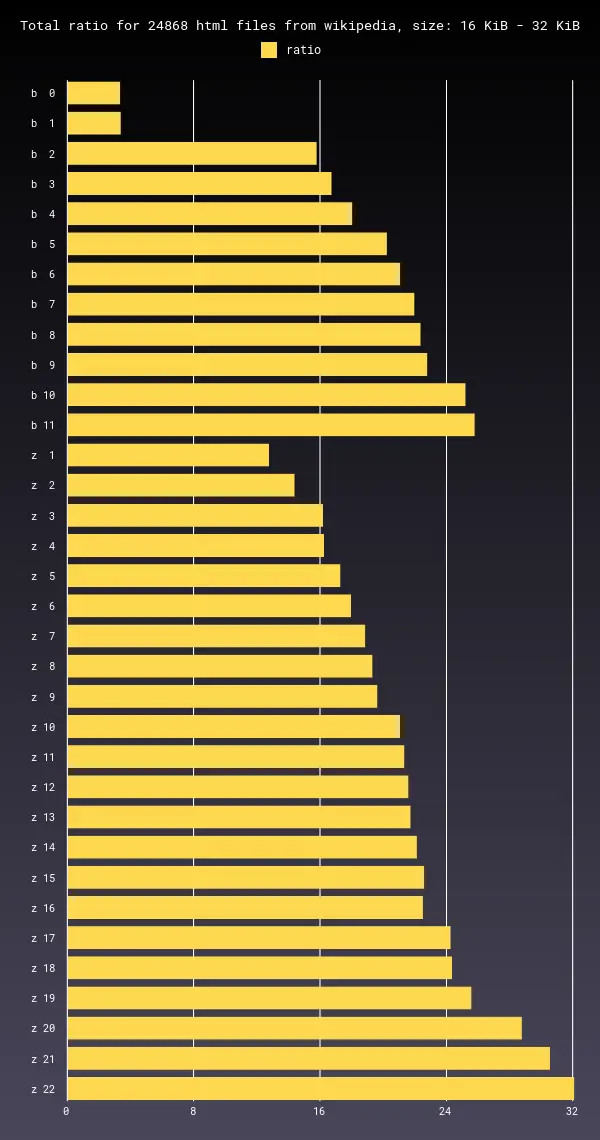 Total ratio for 24868 html files from wikipedia, size: 16 KiB - 32 KiB
ratio
b 0
b 1
b 2
b 3
b 4
b 5
b 6
b 7
b 8
b 9
b 10
b 11
z 1
z 2
z 3
z 4
z 5
z 6
z 7
z 8
z 9
z 10
z 11
z 12
z 13
z 14
z 15
z 16
z 17
z 18
z 19
z 20
z 21
z 22
0 8 16 24 32